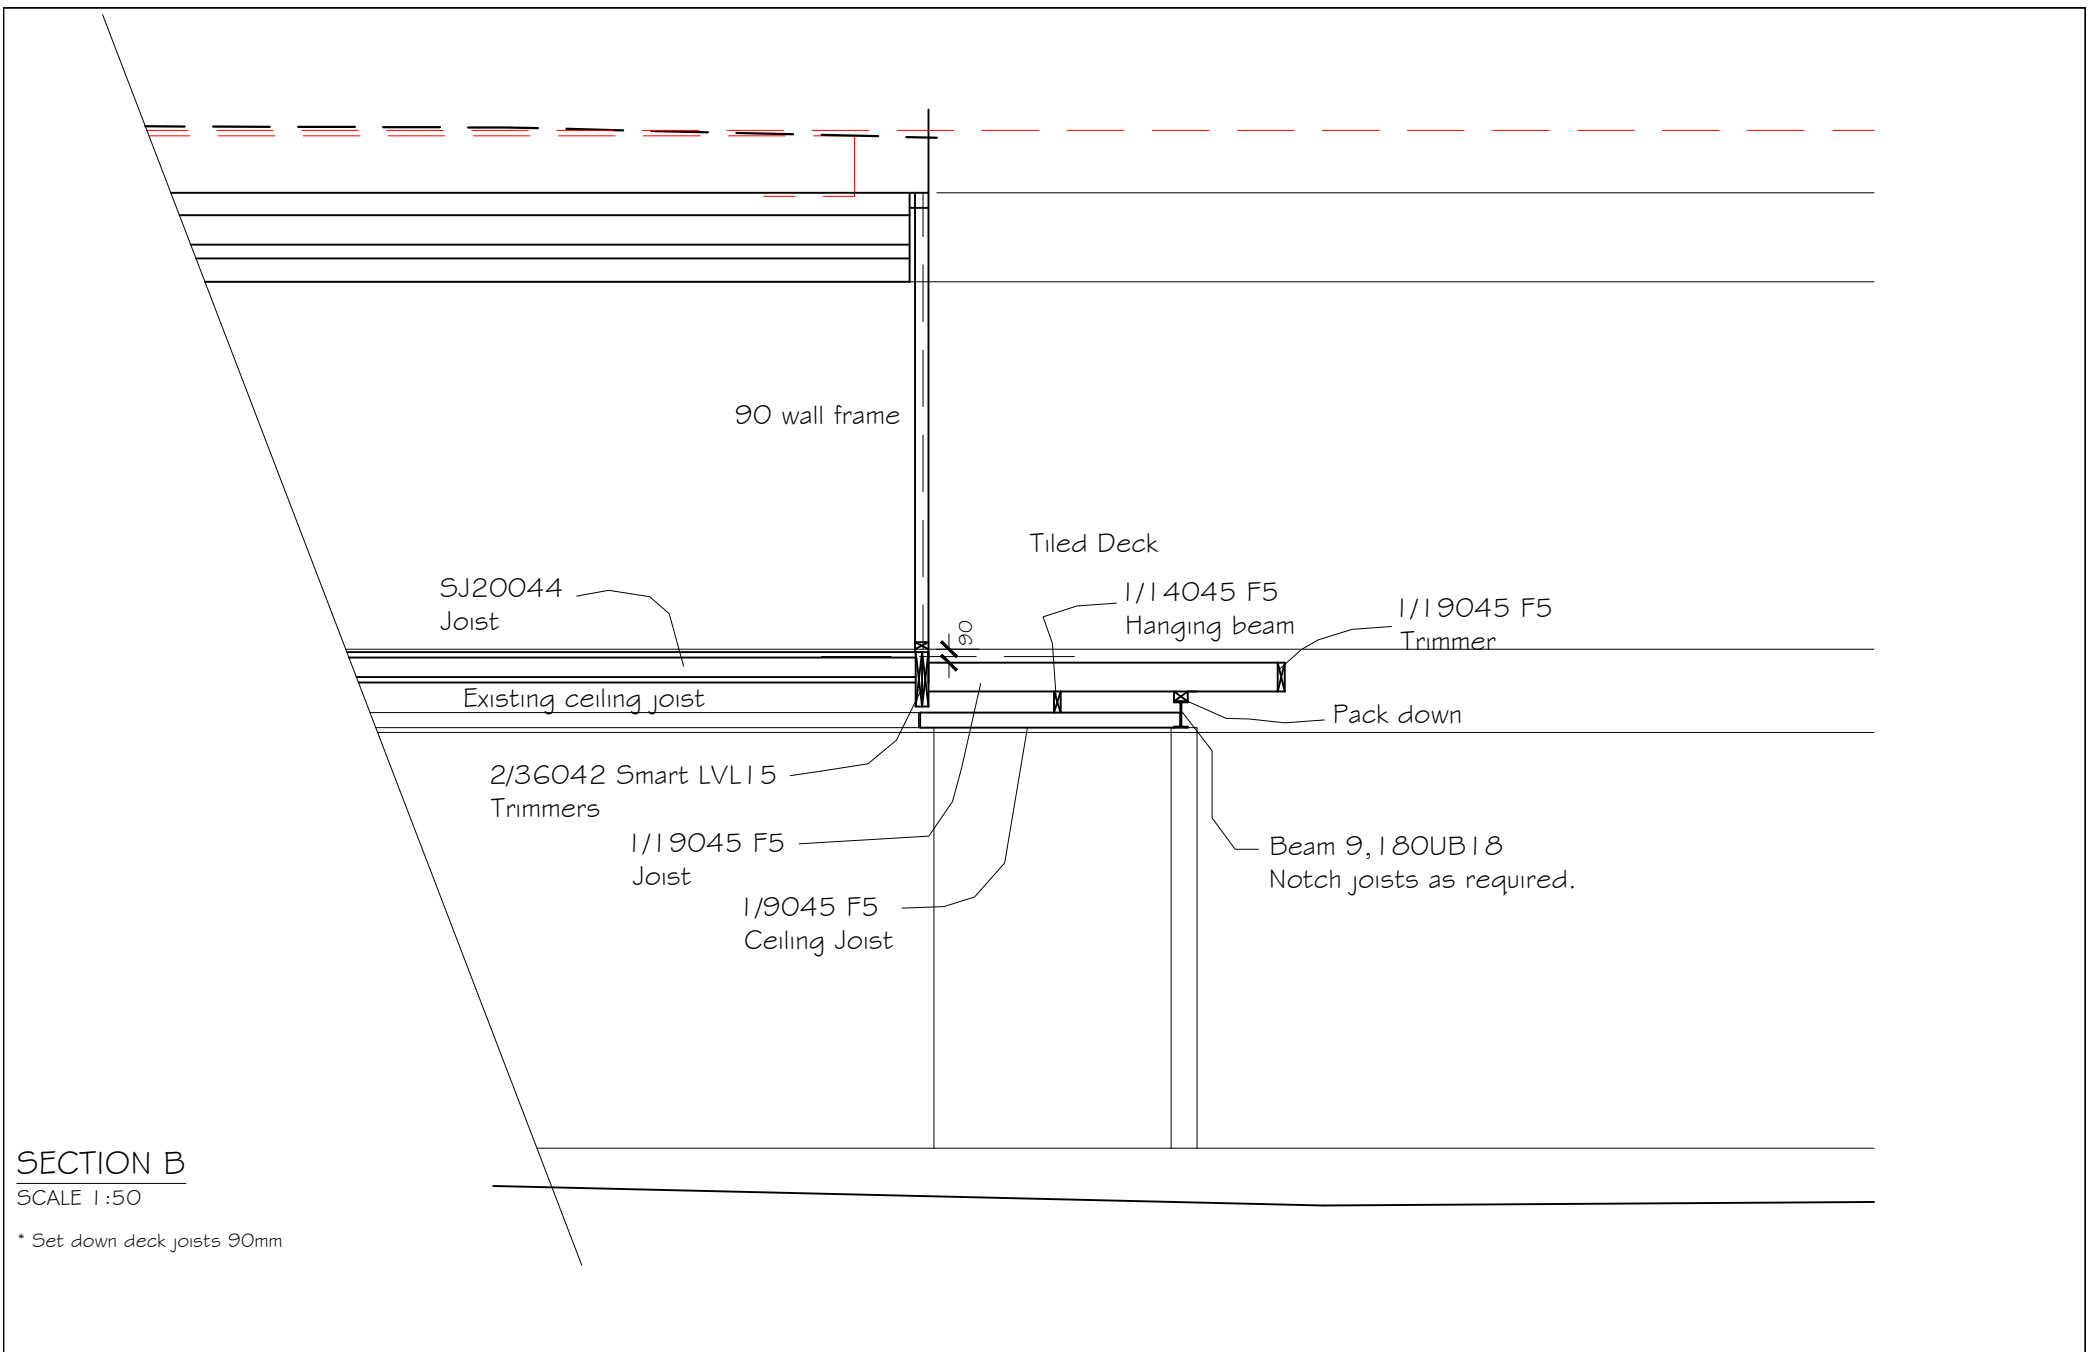 90 wall frame
Tiled Deck
SJ20044
Joist
1/14045 F5
Hanging beam
1/19045 F5
Trimmer
90
Existing ceiling joist
Pack down
2/36042 Smart LVL15
Trimmers
1/19045 F5
Joist
Beam 9, 180UB18
Notch joists as required.
1/9045 F5
Ceiling Joist
SECTION B
SCALE 1:50
* Set down deck joists 90mm